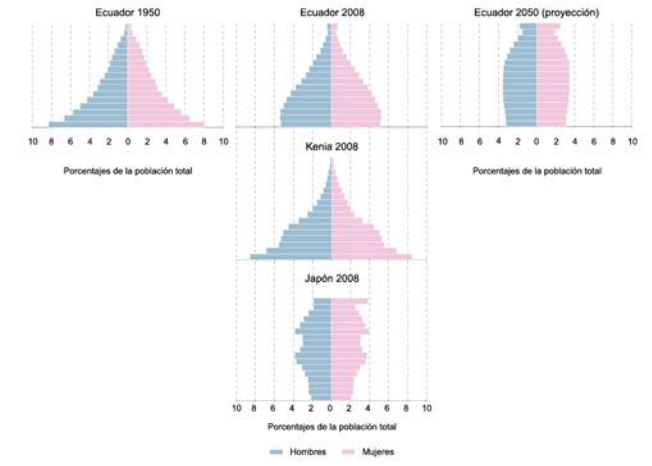 Ecuador 1950
Ecuador 2008
Ecuador 2050 (proyección)
10 8 6 4 2 0 2 4 6 8 10
10 8 6 4 2 0 2 4 6 8 10
Porcentajes de la población total
Porcentajes de la población total
Kenia 2008
Japón 2008
10 8 6 4 2 0 2 4 6 8 10
Porcentajes de la población total
Hombres Mujeres